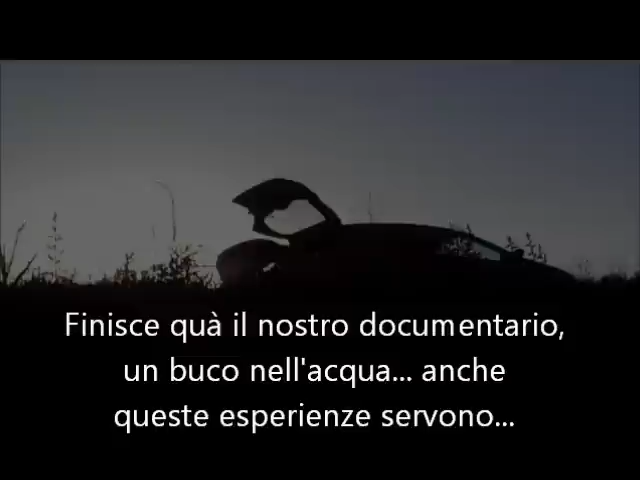 Finisce quà il nostro documentario,
un buco nell'acqua... anche
queste esperienze servono...